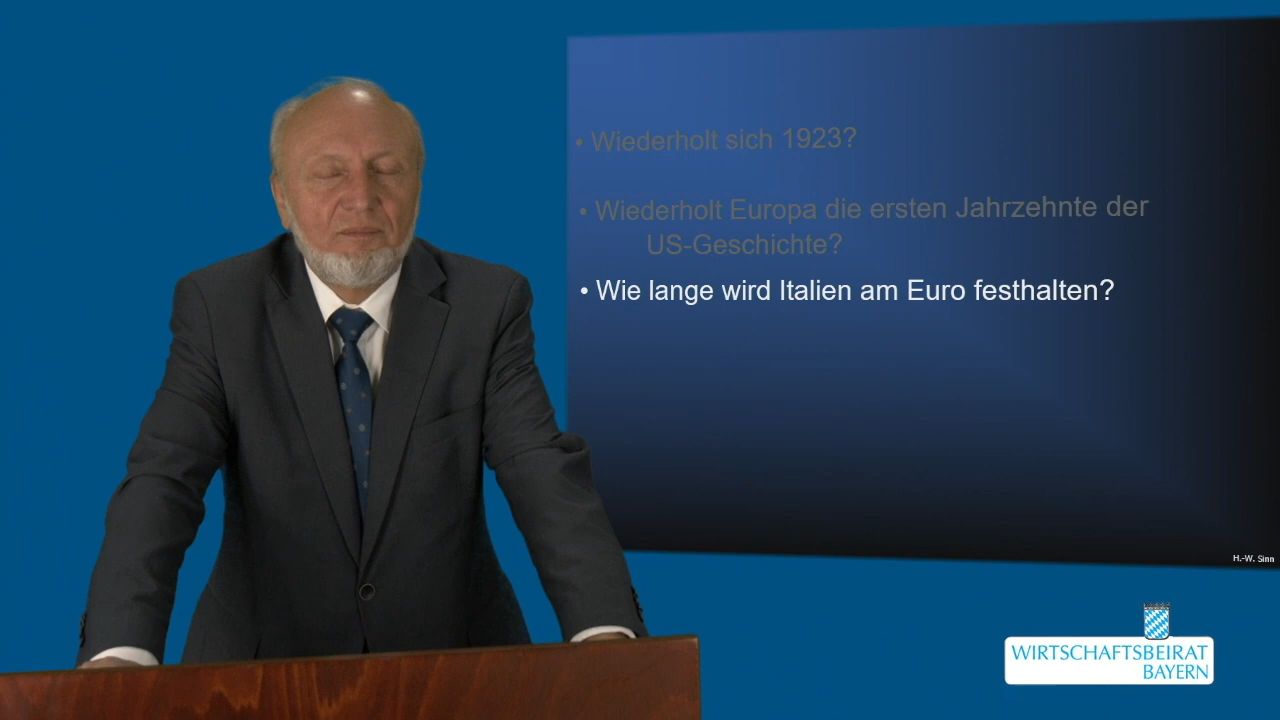 • Wiederholt sich 1923?
• Wiederholt Europa die ersten Jahrzehnte der
US-Geschichte?
• Wie lange wird Italien am Euro festhalten?
H.-W. Sinn
WIRTSCHAFTSBEIRAT
BAYERN